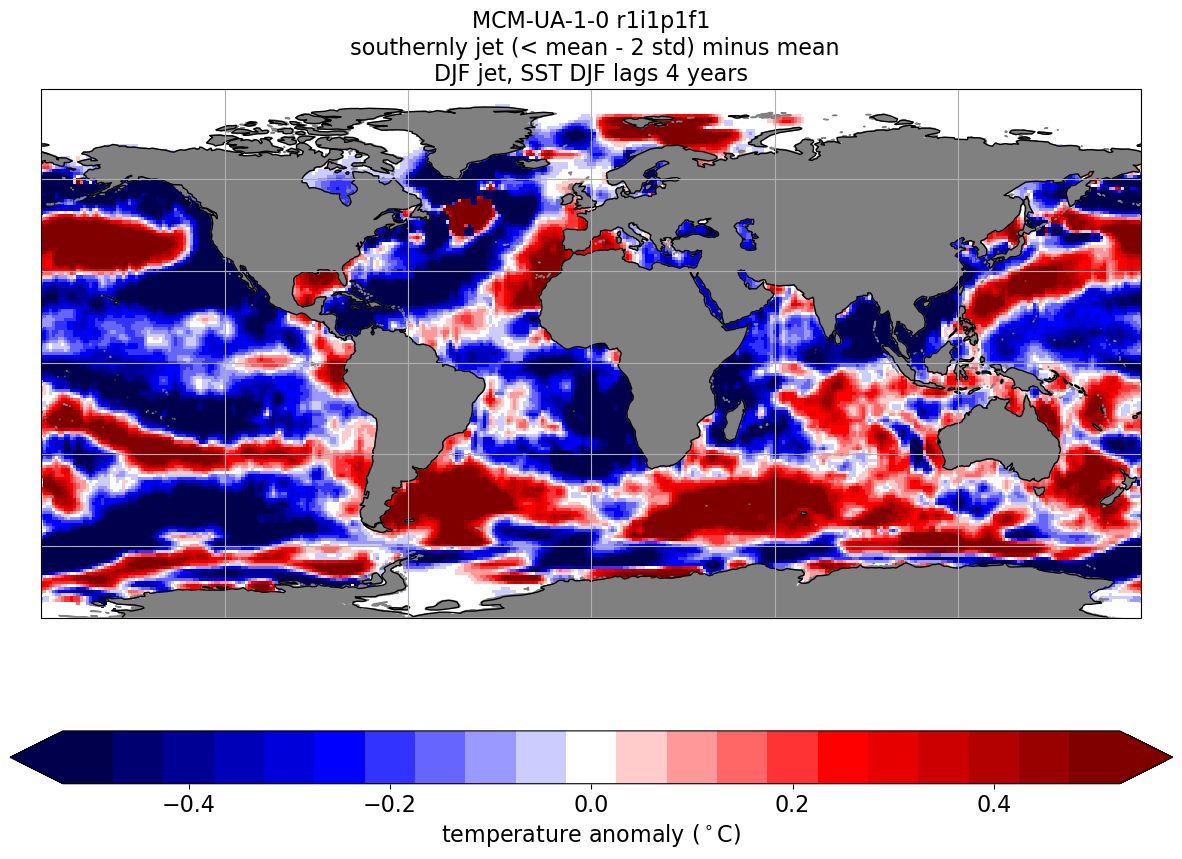 MCM-UA-1-0 r1i1p1f1
southernly jet (< mean - 2 std) minus mean
DJF jet, SST DJF lags 4 years
−0.4 −0.2 0.0 0.2 0.4
temperature anomaly (°C)